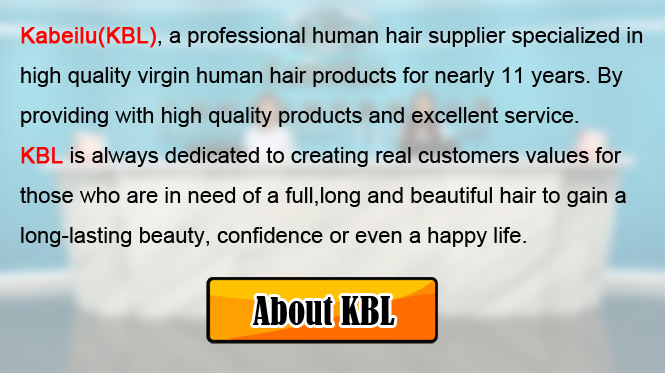 Kabeilu(KBL), a professional human hair supplier specialized in
high quality virgin human hair products for nearly 11 years. By
providing with high quality products and excellent service.
KBL is always dedicated to creating real customers values for
those who are in need of a full,long and beautiful hair to gain a
long-lasting beauty, confidence or even a happy life.
About KBL